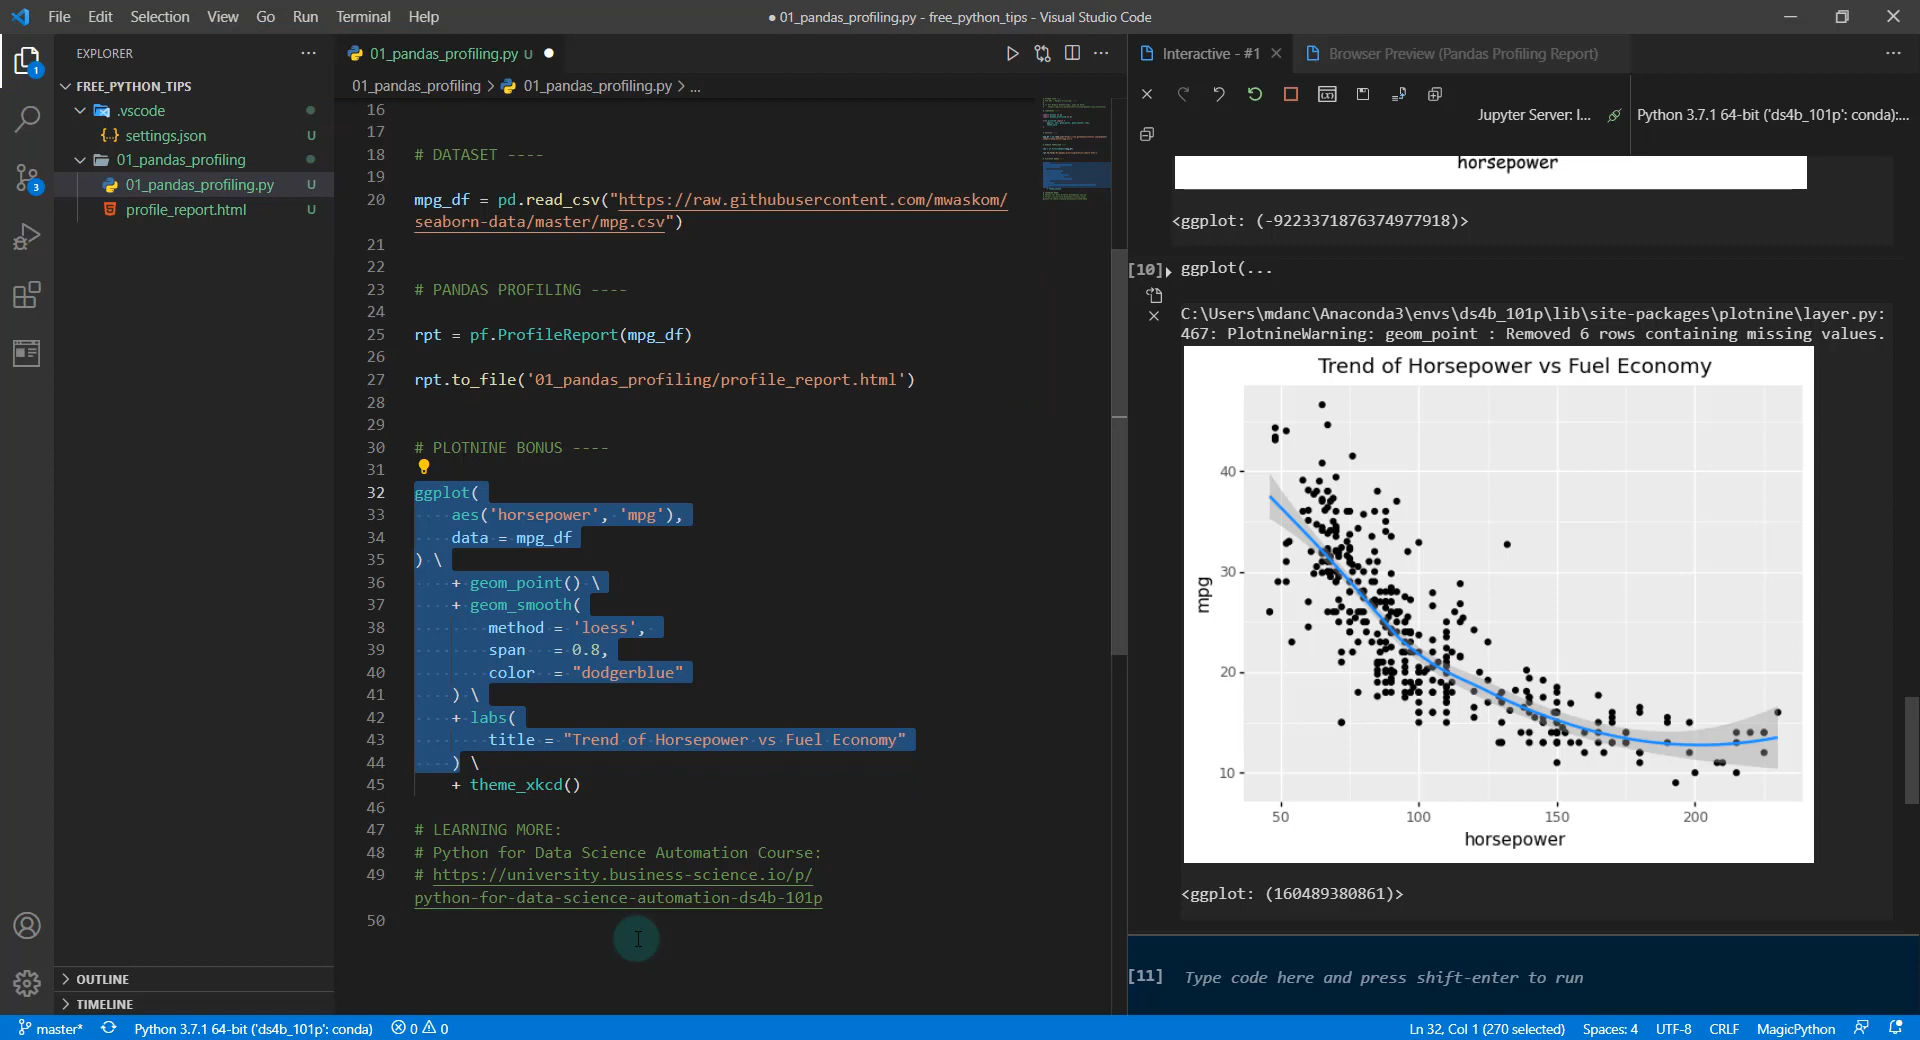 File Edit Selection View Go Run Terminal Help
● 01_pandas_profiling.py - free_python_tips - Visual Studio Code
EXPLORER
FREE_PYTHON_TIPS
.vscode
{..} settings.json U
01_pandas_profiling
01_pandas_profiling.py U
profile_report.html U
OUTLINE
TIMELINE
1
3
01_pandas_profiling.py U
01_pandas_profiling > 01_pandas_profiling.py > ...
16
17
18 # DATASET ----
19
20 mpg_df = pd.read_csv("https://raw.githubusercontent.com/mwaskom/
seaborn-data/master/mpg.csv")
21
22
23 # PANDAS PROFILING ----
24
25 rpt = pf.ProfileReport(mpg_df)
26
27 rpt.to_file('01_pandas_profiling/profile_report.html')
28
29
30 # PLOTNINE BONUS ----
31
32 ggplot(
33 aes('horsepower', 'mpg'),
34 data = mpg_df
35 ) \
36 + geom_point() \
37 + geom_smooth(
38 method = 'loess',
39 span = 0.8,
40 color = "dodgerblue"
41 ) \
42 + labs(
43 title = "Trend of Horsepower vs Fuel Economy"
44 ) \
45 + theme_xkcd()
46
47 # LEARNING MORE:
48 # Python for Data Science Automation Course:
49 # https://university.business-science.io/p/
python-for-data-science-automation-ds4b-101p
50
Interactive - #1
Browser Preview (Pandas Profiling Report)
Jupyter Server: l...
Python 3.7.1 64-bit ('ds4b_101p': conda):...
horsepower
<ggplot: (-9223371876374977918)>
[10] ggplot(...
C:\Users\mdanc\Anaconda3\envs\ds4b_101p\lib\site-packages\plotnine\layer.py:
467: PlotnineWarning: geom_point : Removed 6 rows containing missing values.
Trend of Horsepower vs Fuel Economy
40
30
20
10
mpg
50 100 150 200
horsepower
<ggplot: (160489380861)>
[11] Type code here and press shift-enter to run
master* Python 3.7.1 64-bit ('ds4b_101p': conda) 0 0 Ln 32, Col 1 (270 selected) Spaces: 4 UTF-8 CRLF MagicPython